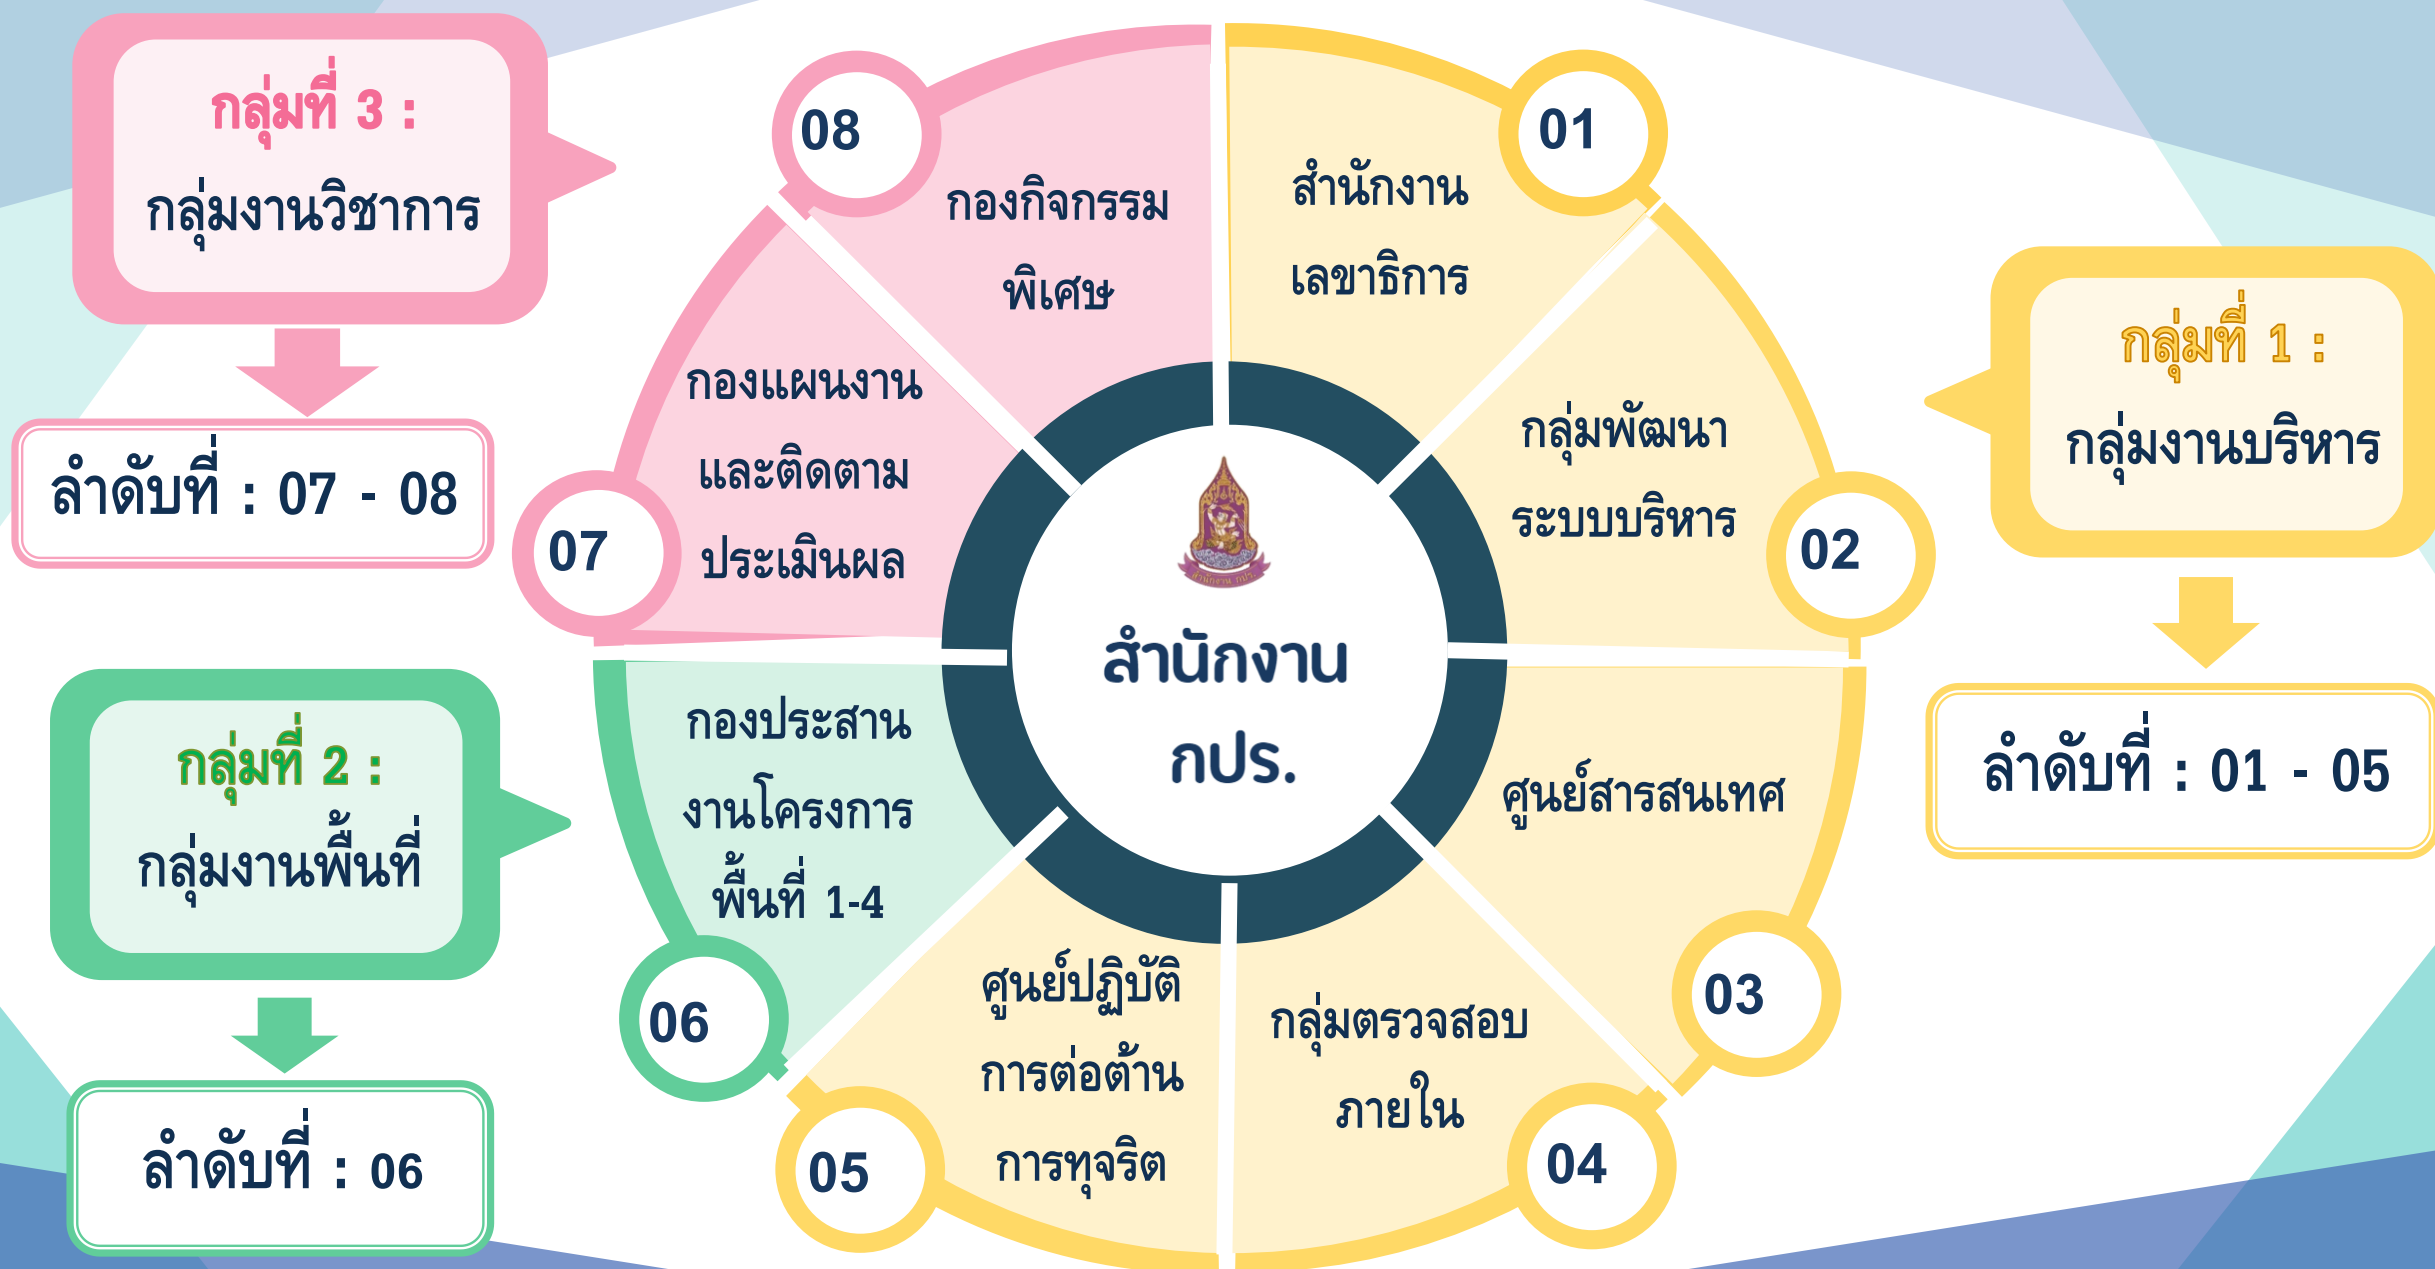 กลุ่มที่ 3 :
กลุ่มงานวิชาการ
ลำดับที่ : 07 - 08
กลุ่มที่ 2 :
กลุ่มงานพื้นที่
ลำดับที่ : 06
08
กองกิจกรรม
พิเศษ
01
สำนักงาน
เลขาธิการ
กลุ่มพัฒนา
ระบบบริหาร
02
ศูนย์สารสนเทศ
03
กลุ่มตรวจสอบ
ภายใน
04
ศูนย์ปฏิบัติ
การต่อต้าน
การทุจริต
05
กองประสาน
งานโครงการ
พื้นที่ 1-4
06
กองแผนงาน
และติดตาม
ประเมินผล
07
สำนักงาน กปร.
สำนักงาน
กปร.
กลุ่มที่ 1 :
กลุ่มงานบริหาร
ลำดับที่ : 01 - 05